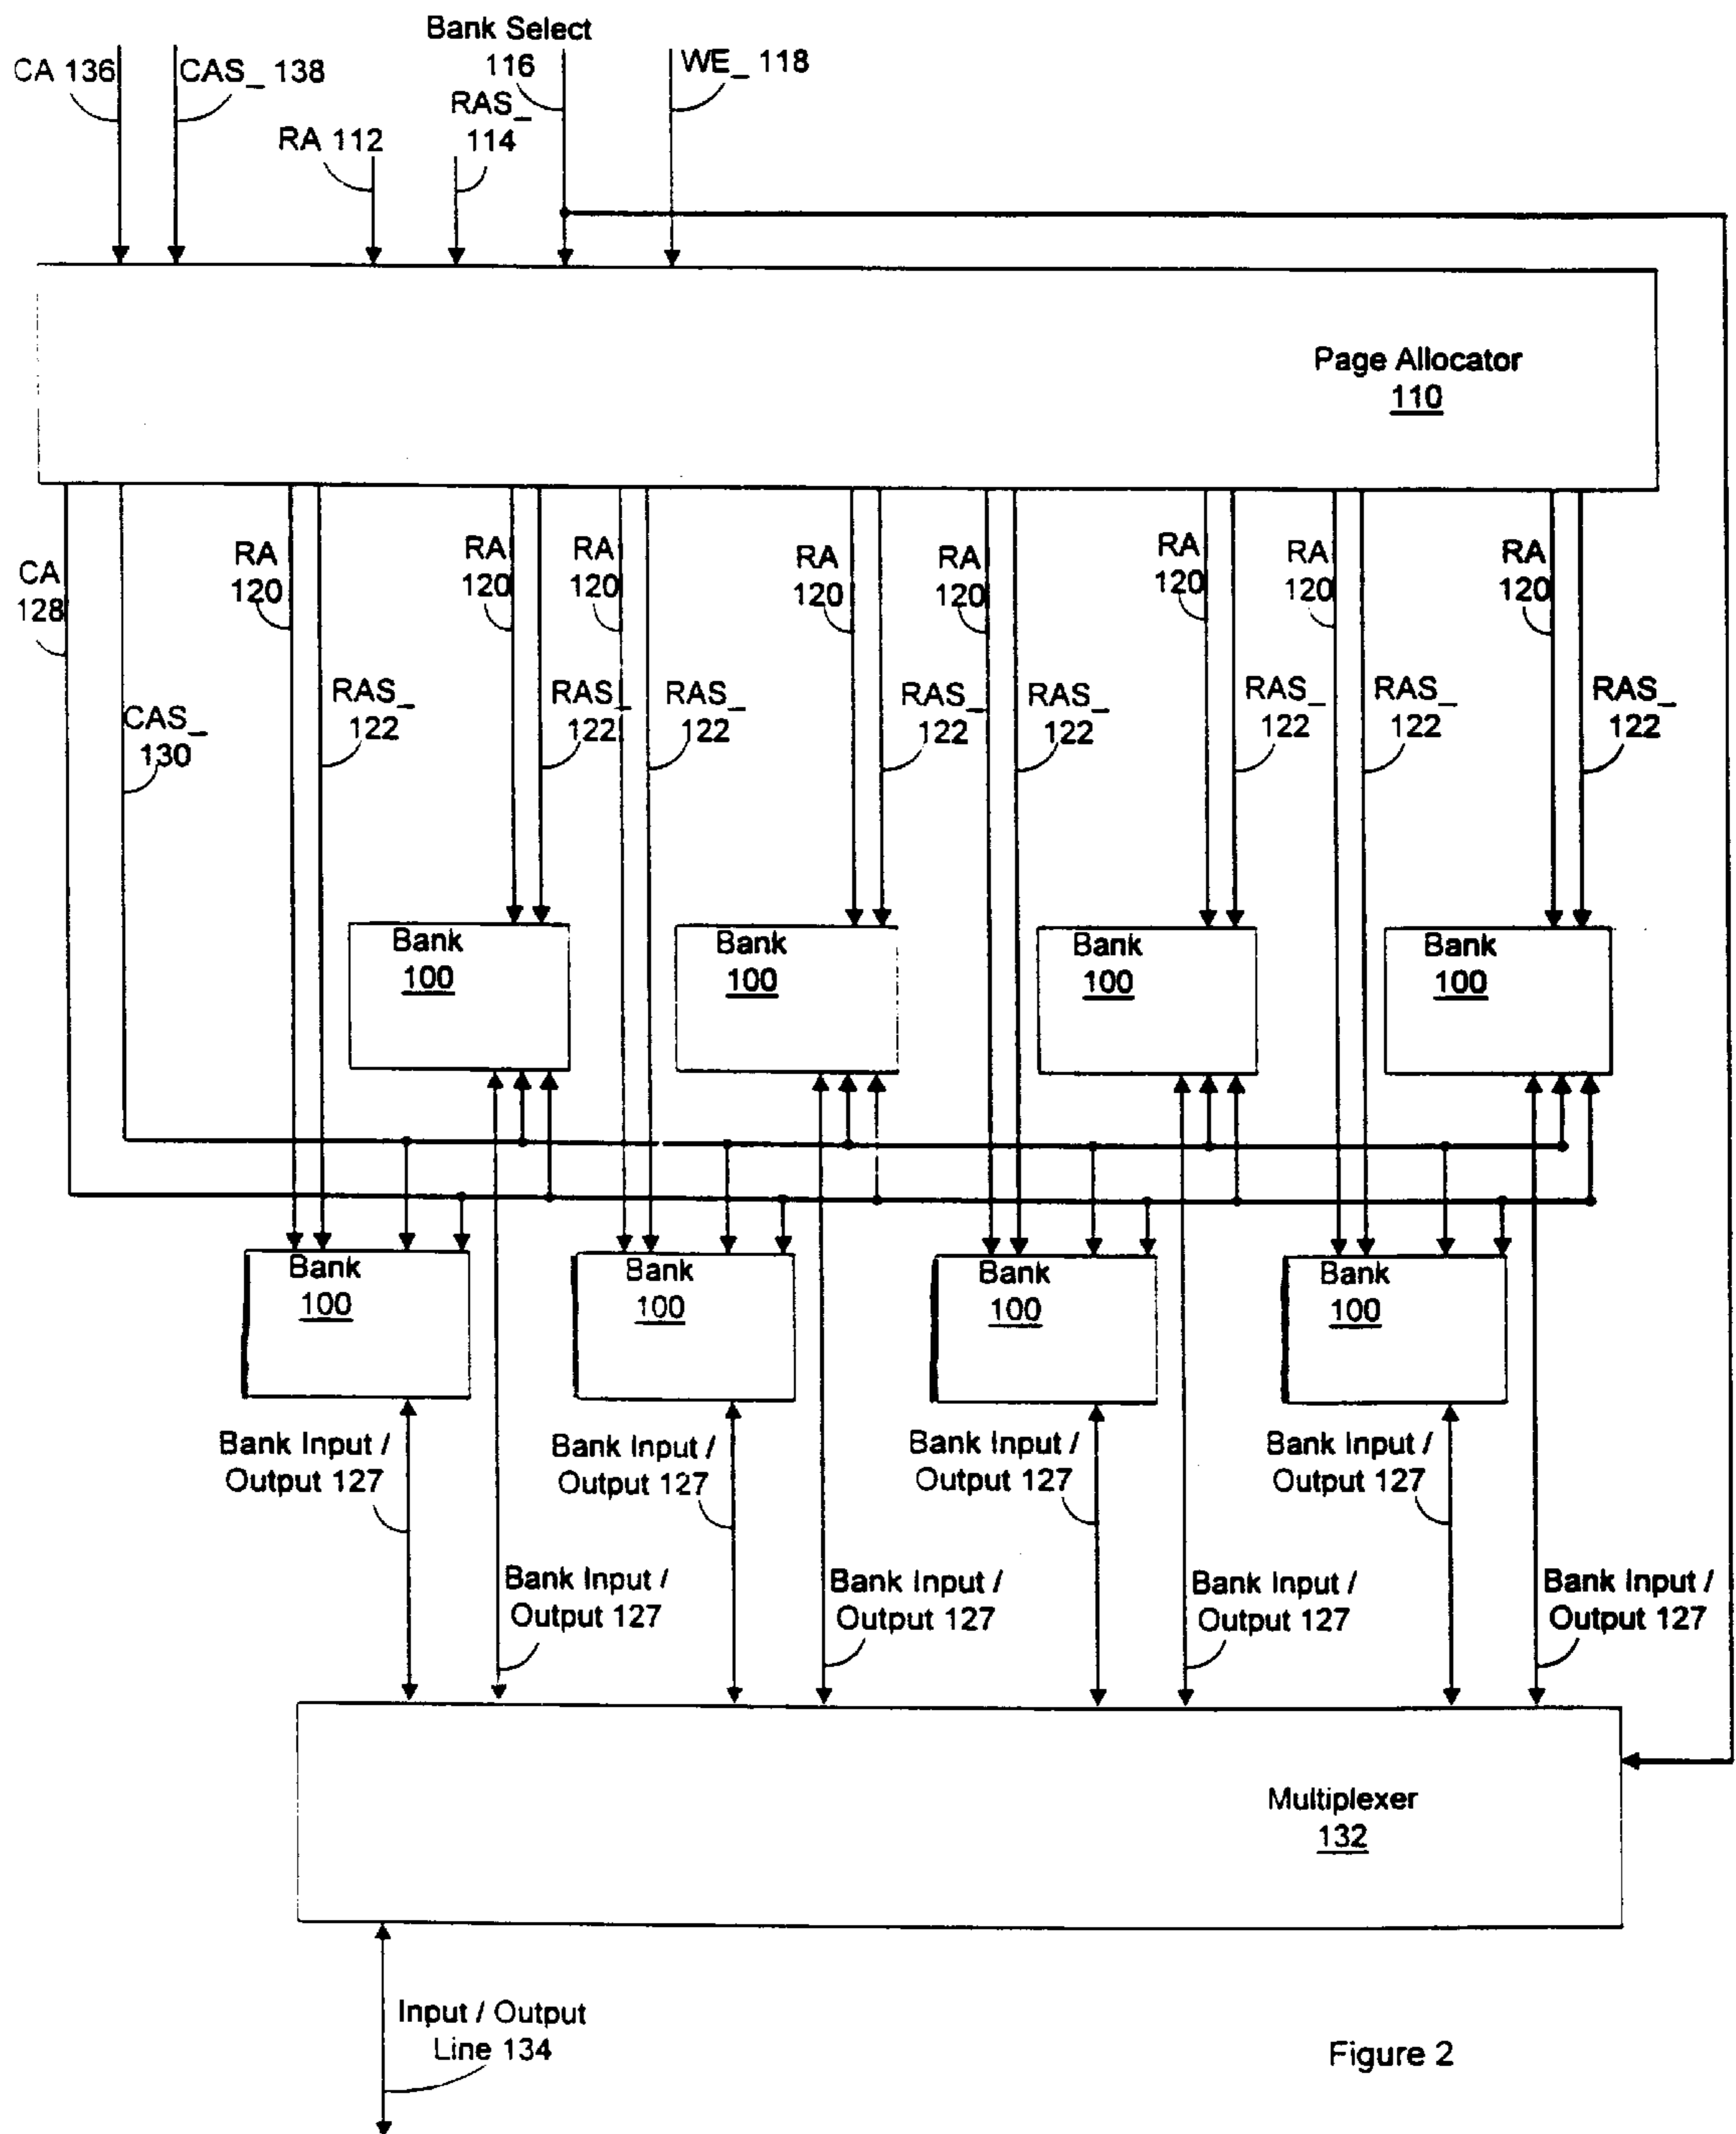 Bank Select
116
CA 136
CAS_ 138
WE_ 118
RAS_
114
RA 112
Page Allocator
110
CA
128
RA
120
RA
120
RA
120
RA
120
RA
120
RA
120
RA
120
RA
120
CAS_
130
RAS_
122
RAS_
122
RAS_
122
RAS_
122
RAS_
122
RAS_
122
RAS_
122
RAS_
122
Bank
100
Bank
100
Bank
100
Bank
100
Bank
100
Bank
100
Bank
100
Bank
100
Bank Input /
Output 127
Bank Input /
Output 127
Bank Input /
Output 127
Bank Input /
Output 127
Bank Input /
Output 127
Bank Input /
Output 127
Bank Input /
Output 127
Bank Input /
Output 127
Multiplexer
132
Input / Output
Line 134
Figure 2